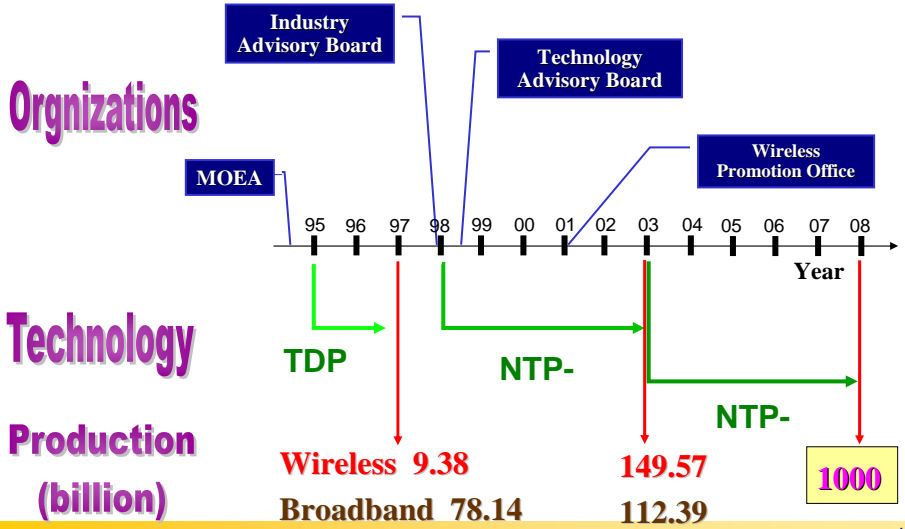 Industry
Advisory Board
Technology
Advisory Board
Orgnizations
Wireless
Promotion Office
MOEA
95 96 97 98 99 00 01 02 03 04 05 06 07 08
Year
Technology
TDP
NTP-
NTP-
Production
(billion)
Wireless 9.38
149.57
1000
Broadband 78.14
112.39